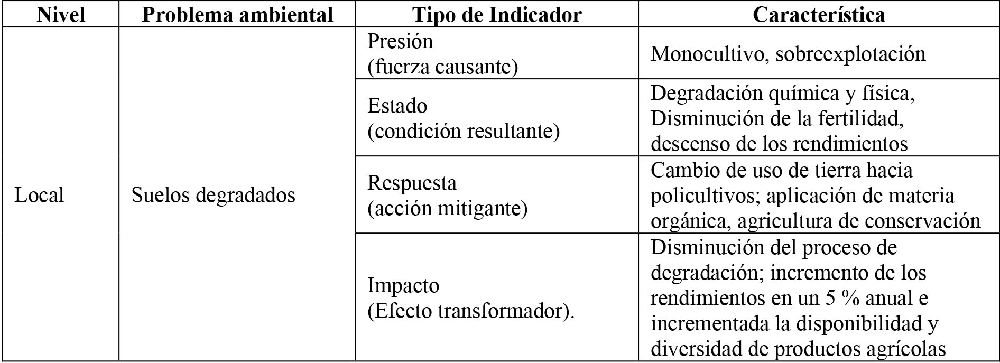 Nivel
Problema ambiental
Tipo de Indicador
Característica
Local
Suelos degradados
Presión
(fuerza causante)
Monocultivo, sobreexplotación
Estado
(condición resultante)
Degradación química y física,
Disminución de la fertilidad,
descenso de los rendimientos
Respuesta
(acción mitigante)
Cambio de uso de tierra hacia
policultivos; aplicación de materia
orgánica, agricultura de conservación
Impacto
(Efecto transformador).
Disminución del proceso de
degradación; incremento de los
rendimientos en un 5 % anual e
incrementada la disponibilidad y
diversidad de productos agrícolas